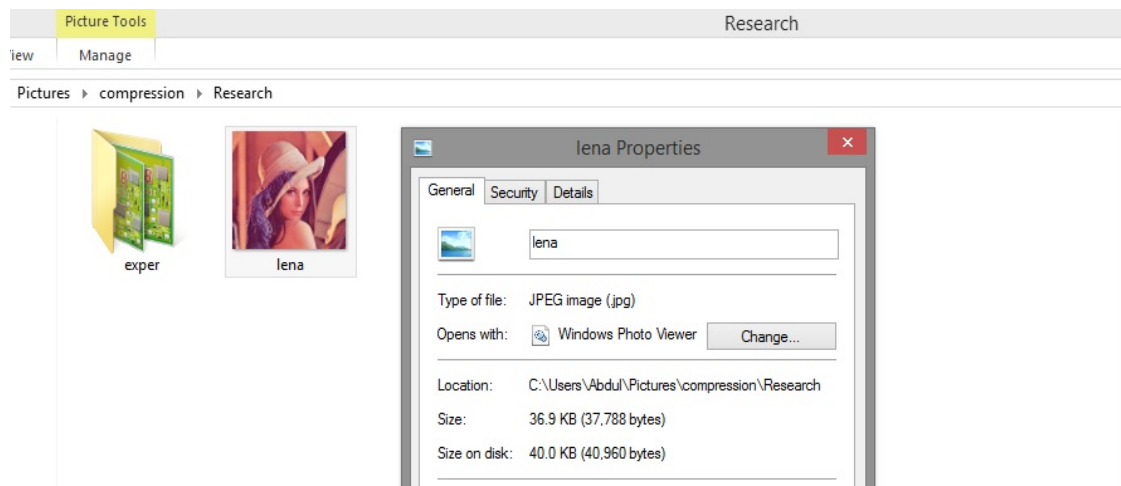 Picture Tools
Research
iew
Manage
Pictures ▸ compression ▸ Research
exper
lena
lena Properties
General Security Details
lena
Type of file: JPEG image (.jpg)
Opens with: Windows Photo Viewer Change...
Location: C:\Users\Abdul\Pictures\compression\Research
Size: 36.9 KB (37,788 bytes)
Size on disk: 40.0 KB (40,960 bytes)